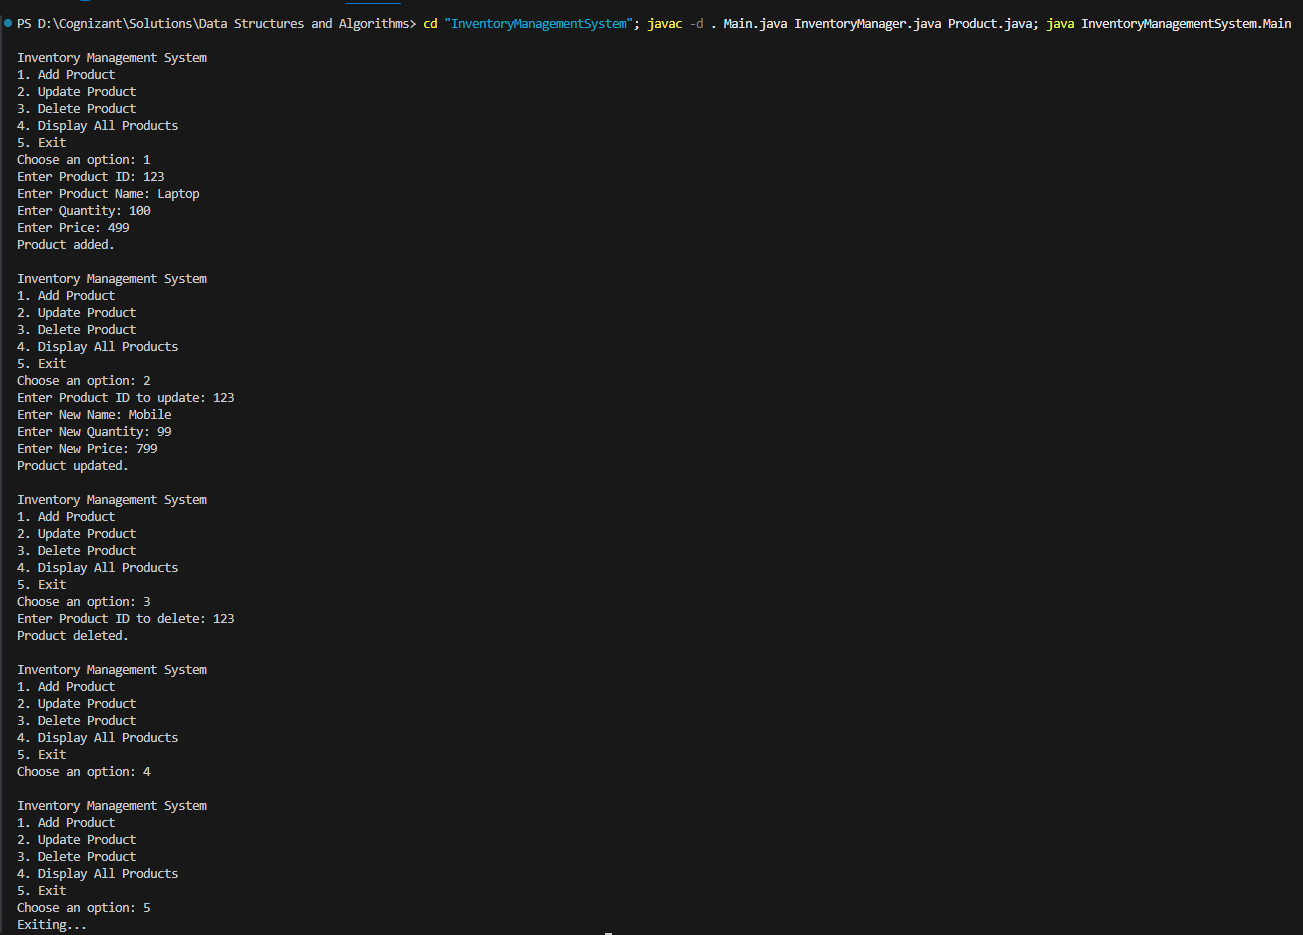 PS D:\Cognizant\Solutions\Data Structures and Algorithms> cd "InventoryManagementSystem"; javac -d . Main.java InventoryManager.java Product.java; java InventoryManagementSystem.Main
Inventory Management System
1. Add Product
2. Update Product
3. Delete Product
4. Display All Products
5. Exit
Choose an option: 1
Enter Product ID: 123
Enter Product Name: Laptop
Enter Quantity: 100
Enter Price: 499
Product added.
Inventory Management System
1. Add Product
2. Update Product
3. Delete Product
4. Display All Products
5. Exit
Choose an option: 2
Enter Product ID to update: 123
Enter New Name: Mobile
Enter New Quantity: 99
Enter New Price: 799
Product updated.
Inventory Management System
1. Add Product
2. Update Product
3. Delete Product
4. Display All Products
5. Exit
Choose an option: 3
Enter Product ID to delete: 123
Product deleted.
Inventory Management System
1. Add Product
2. Update Product
3. Delete Product
4. Display All Products
5. Exit
Choose an option: 4
Inventory Management System
1. Add Product
2. Update Product
3. Delete Product
4. Display All Products
5. Exit
Choose an option: 5
Exiting...